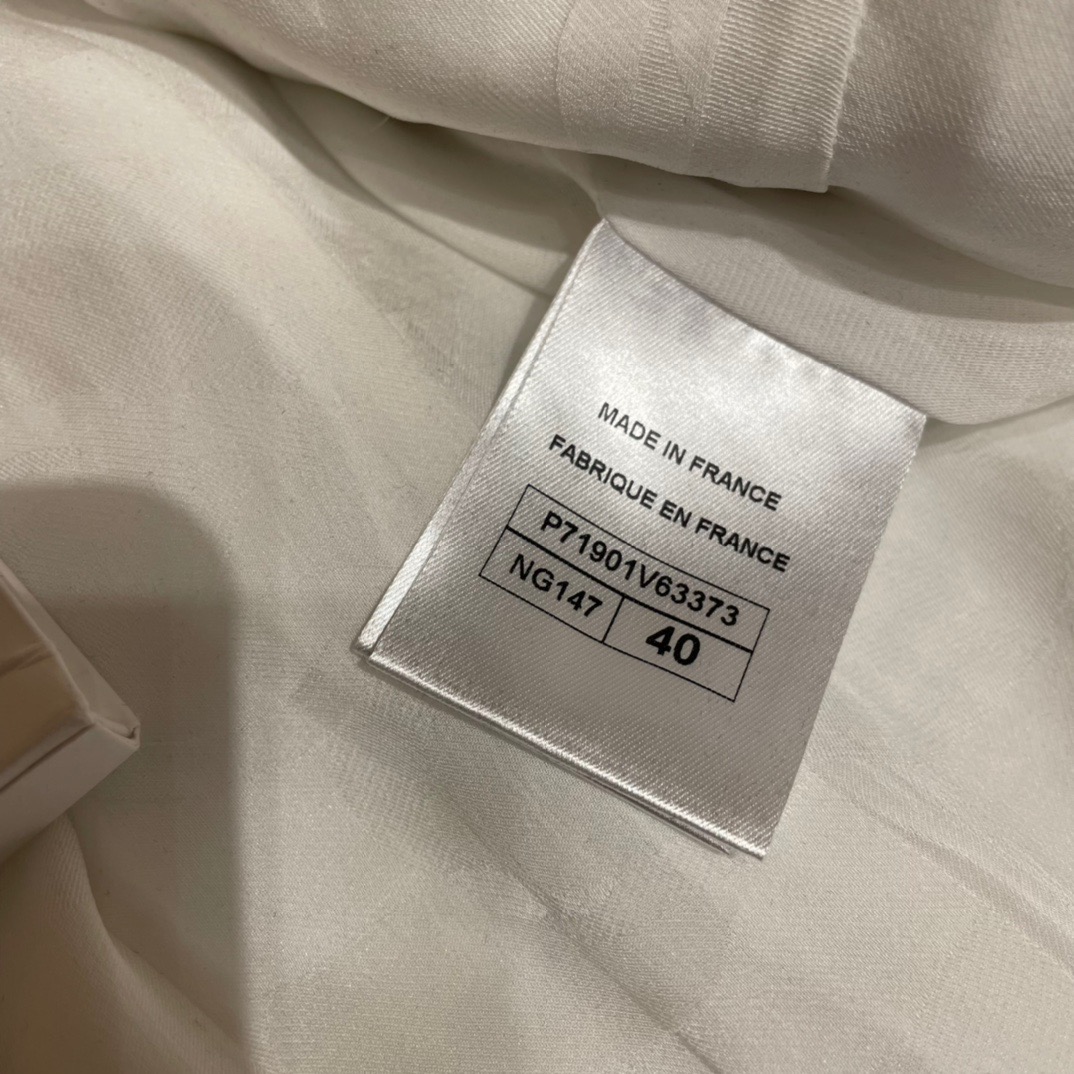 MADE IN FRANCE
FABRIQUE EN FRANCE
P71901V63373
NG147 40